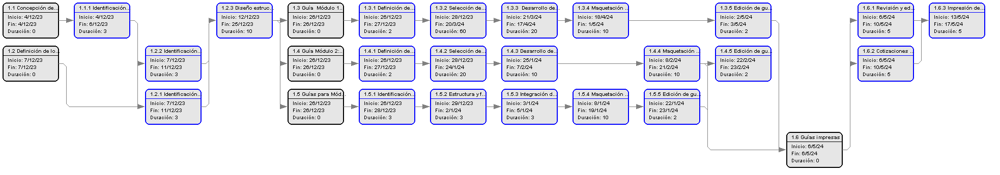 1.1 Concepción de...
Inicio: 4/12/23
Fin: 4/12/23
Duración: 0
1.1.1 Identificación...
Inicio: 4/12/23
Fin: 6/12/23
Duración: 3
1.2.3 Diseño estruc...
Inicio: 12/12/23
Fin: 25/12/23
Duración: 10
1.3 Guía  Módulo 1...
Inicio: 26/12/23
Fin: 26/12/23
Duración: 0
1.3.1 Definición de...
Inicio: 26/12/23
Fin: 27/12/23
Duración: 2
1.3.2 Selección de...
Inicio: 28/12/23
Fin: 20/3/24
Duración: 60
1.3.3  Desarrollo de...
Inicio: 21/3/24
Fin: 17/4/24
Duración: 20
1.3.4 Maquetación ...
Inicio: 18/4/24
Fin: 1/5/24
Duración: 10
1.3.5 Edición de gu...
Inicio: 2/5/24
Fin: 3/5/24
Duración: 2
1.6.1 Revisión y ed...
Inicio: 6/5/24
Fin: 10/5/24
Duración: 5
1.6.3 Impresión de...
Inicio: 13/5/24
Fin: 17/5/24
Duración: 5
1.2 Definición de lo...
Inicio: 7/12/23
Fin: 7/12/23
Duración: 0
1.2.2 Identificación...
Inicio: 7/12/23
Fin: 11/12/23
Duración: 3
1.4 Guía Módulo 2:...
Inicio: 26/12/23
Fin: 26/12/23
Duración: 0
1.4.1 Definición de...
Inicio: 26/12/23
Fin: 27/12/23
Duración: 2
1.4.2 Selección de...
Inicio: 28/12/23
Fin: 24/1/24
Duración: 20
1.4.3 Desarrollo de...
Inicio: 25/1/24
Fin: 7/2/24
Duración: 10
1.4.4 Maquetación ...
Inicio: 8/2/24
Fin: 21/2/24
Duración: 10
1.4.5 Edición de gu...
Inicio: 22/2/24
Fin: 23/2/24
Duración: 2
1.6.2 Cotizaciones ...
Inicio: 6/5/24
Fin: 10/5/24
Duración: 5
1.2.1 Identificación...
Inicio: 7/12/23
Fin: 11/12/23
Duración: 3
1.5 Guías para Mód...
Inicio: 26/12/23
Fin: 26/12/23
Duración: 0
1.5.1 Identificación...
Inicio: 26/12/23
Fin: 28/12/23
Duración: 3
1.5.2 Estructura y f...
Inicio: 29/12/23
Fin: 2/1/24
Duración: 3
1.5.3 Integración d...
Inicio: 3/1/24
Fin: 5/1/24
Duración: 3
1.5.4 Maquetación ...
Inicio: 8/1/24
Fin: 19/1/24
Duración: 10
1.5.5 Edición de gu...
Inicio: 22/1/24
Fin: 23/1/24
Duración: 2
1.6 Guías impresas
Inicio: 6/5/24
Fin: 6/5/24
Duración: 0